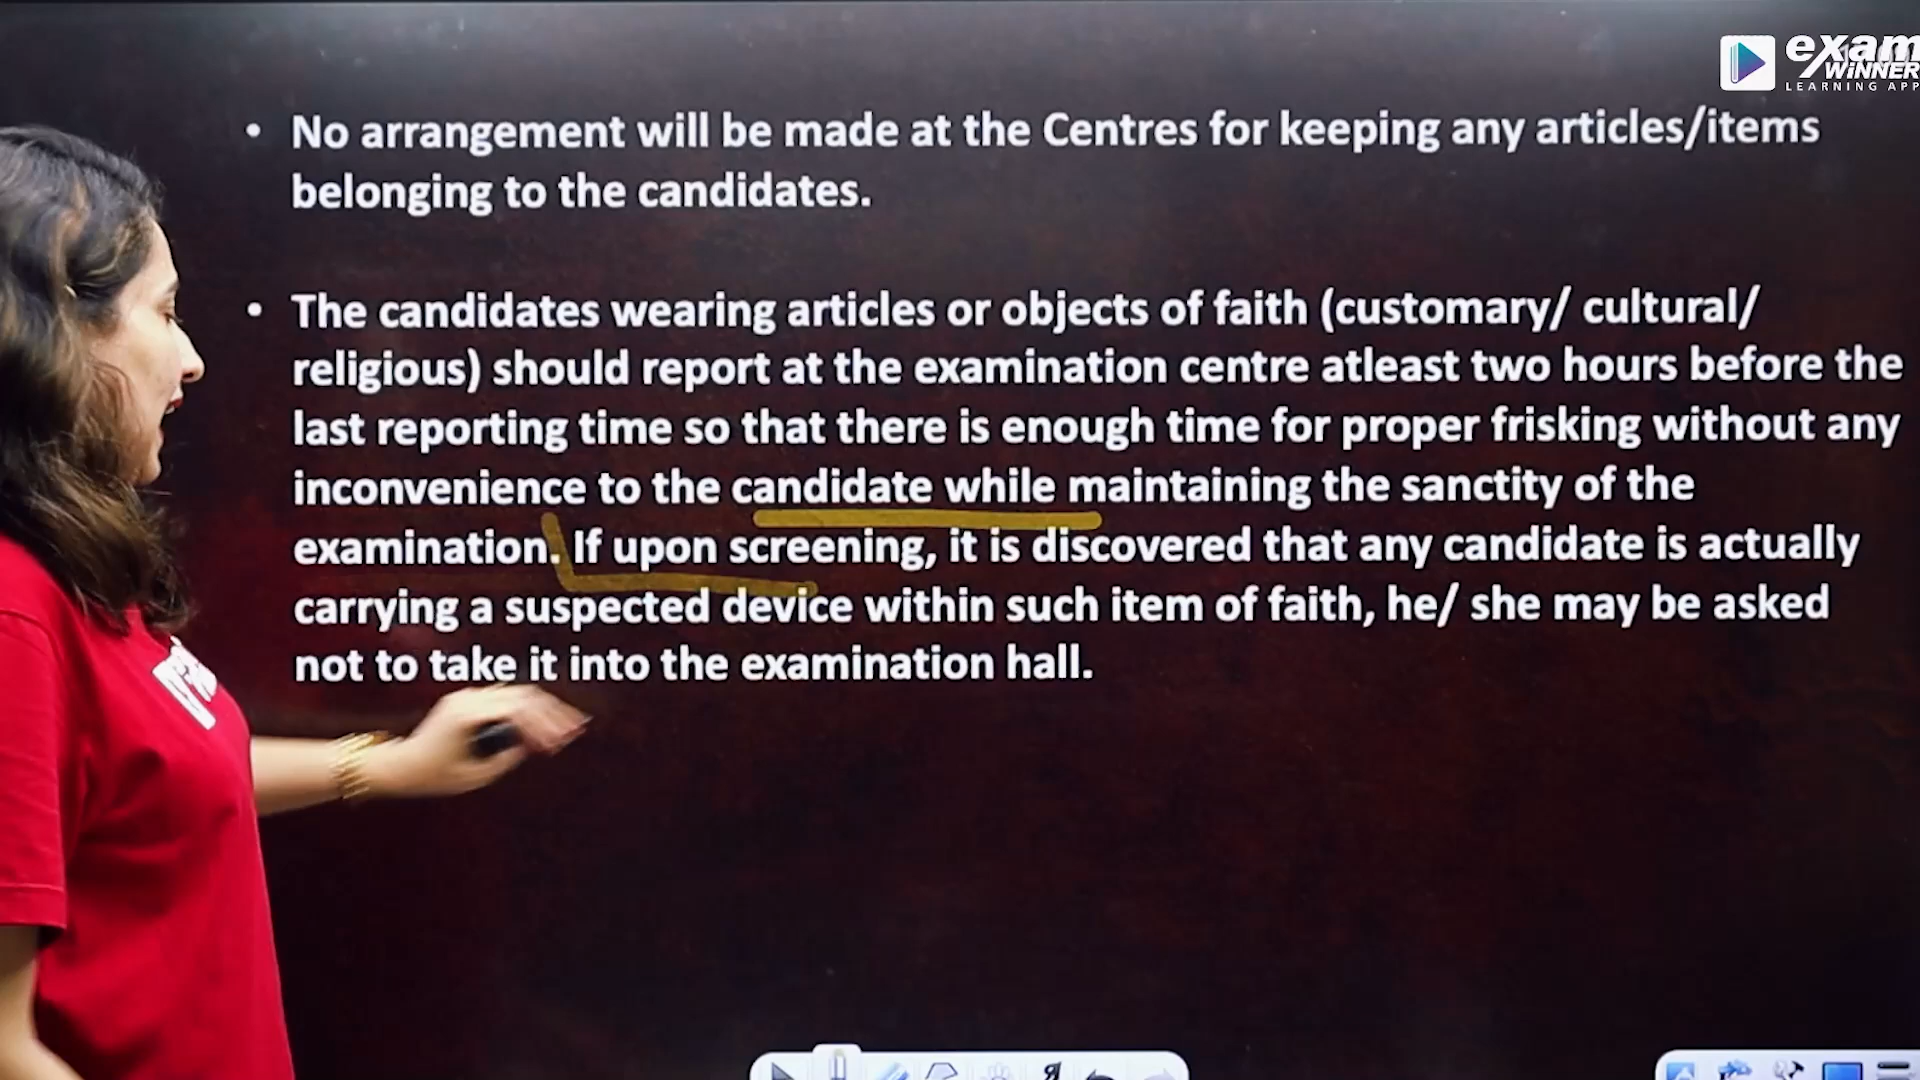 exam
WiNNER
LEARNING APP
• No arrangement will be made at the Centres for keeping any articles/items
belonging to the candidates.
• The candidates wearing articles or objects of faith (customary/ cultural/
religious) should report at the examination centre atleast two hours before the
last reporting time so that there is enough time for proper frisking without any
inconvenience to the candidate while maintaining the sanctity of the
examination. If upon screening, it is discovered that any candidate is actually
carrying a suspected device within such item of faith, he/ she may be asked
not to take it into the examination hall.